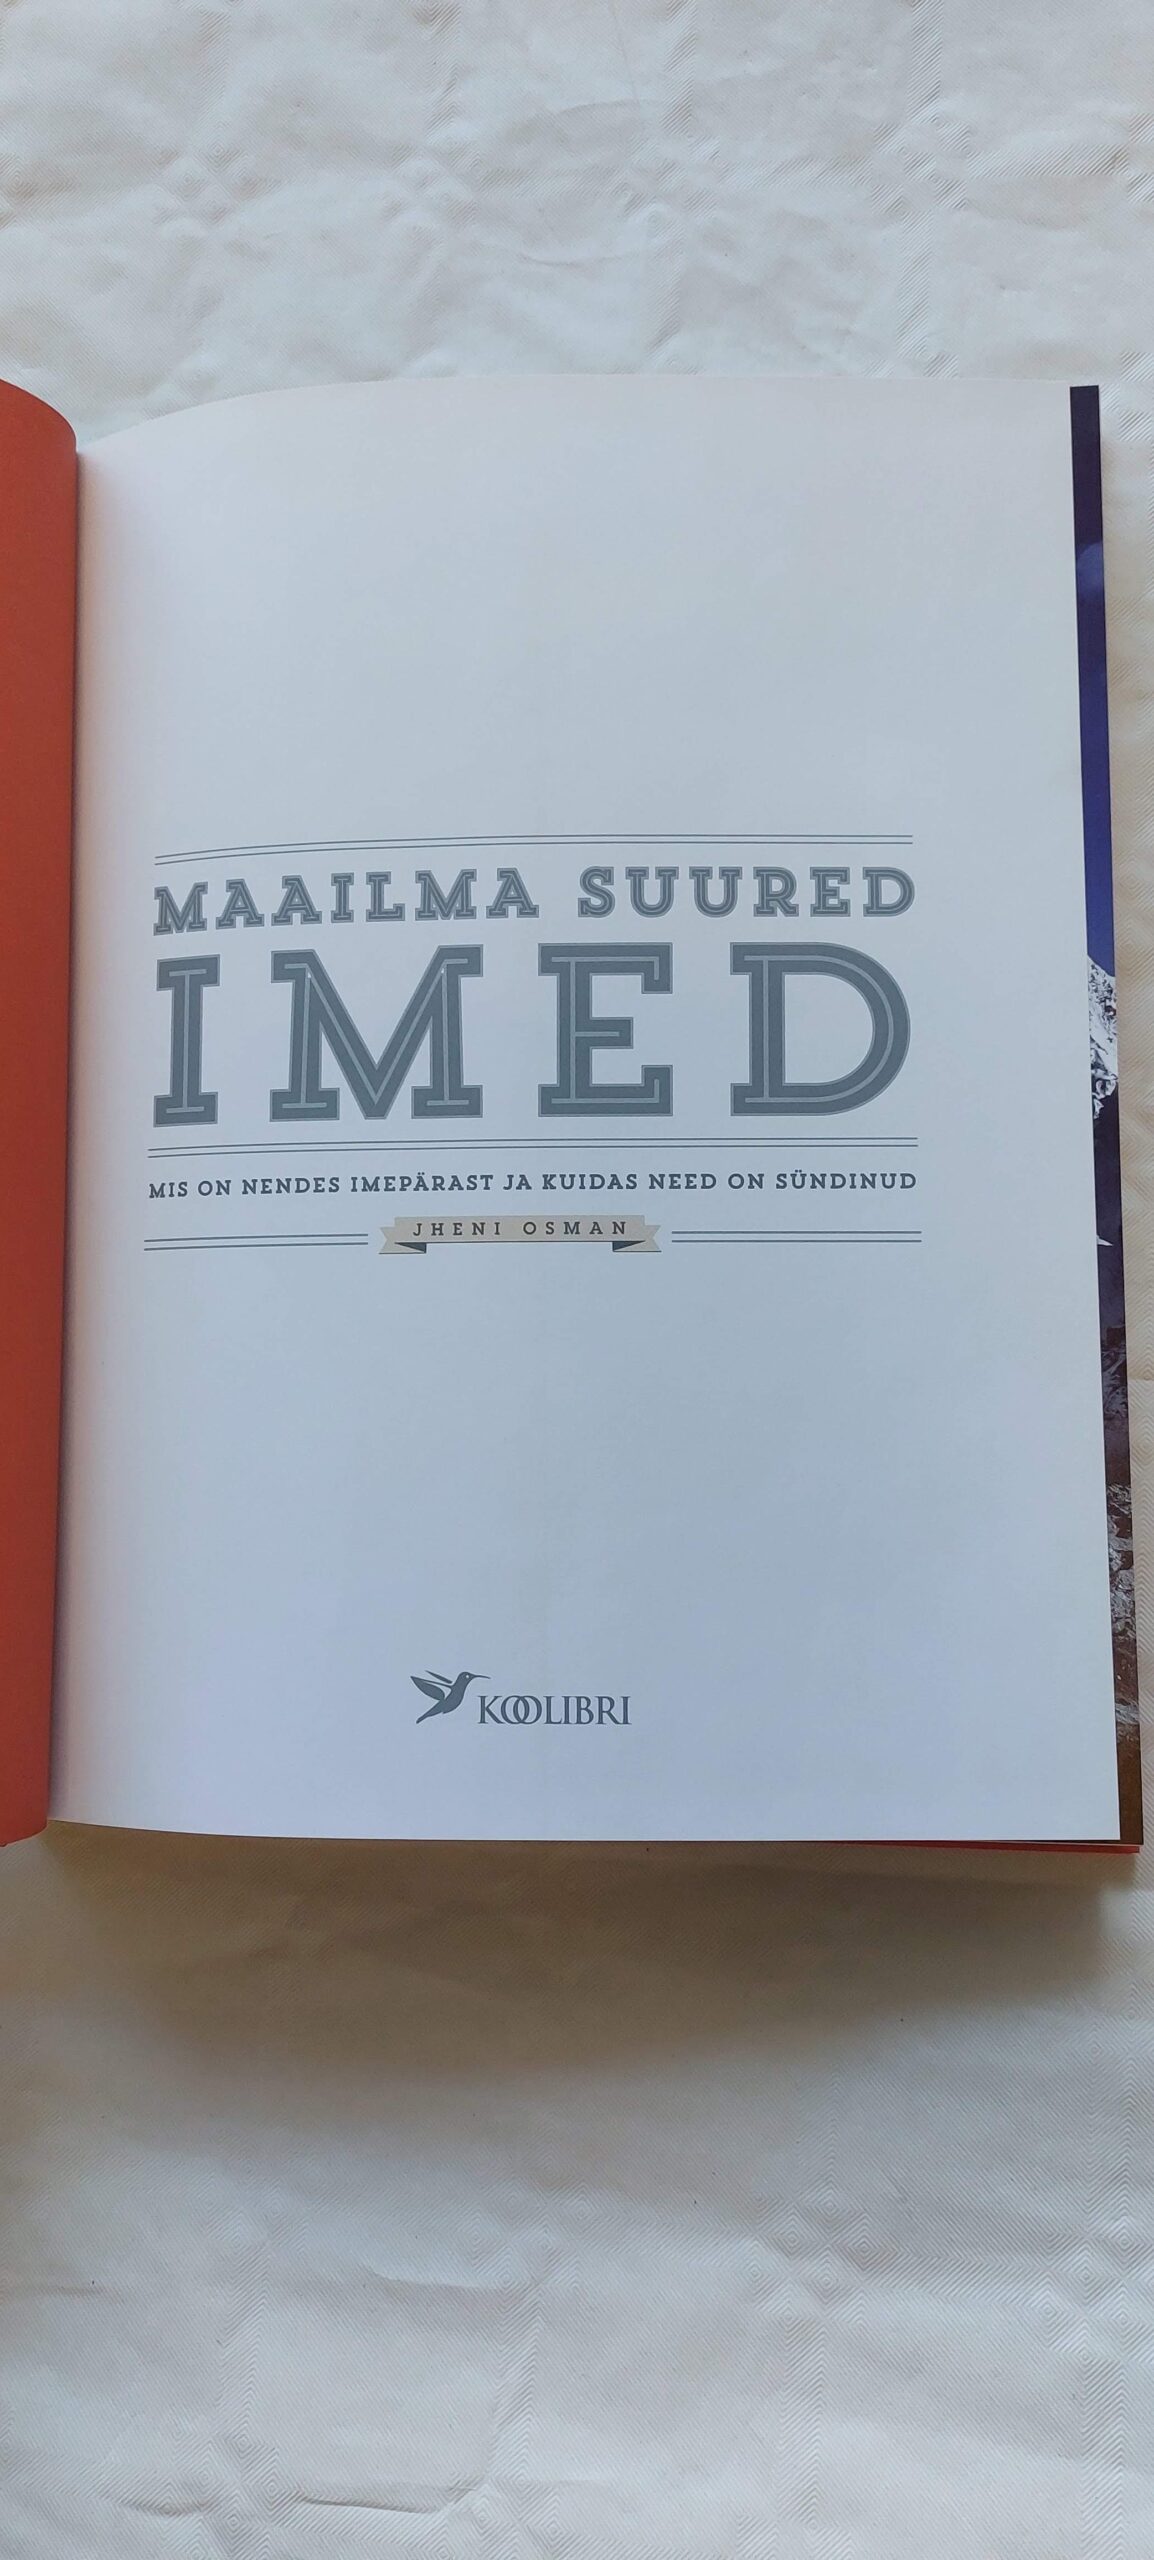 MAAILMA SUURED
IMED
MIS ON NENDES IMEPÄRAST JA KUIDAS NEED ON SÜNDINUD
JHENI OSMAN
KOOLIBRI